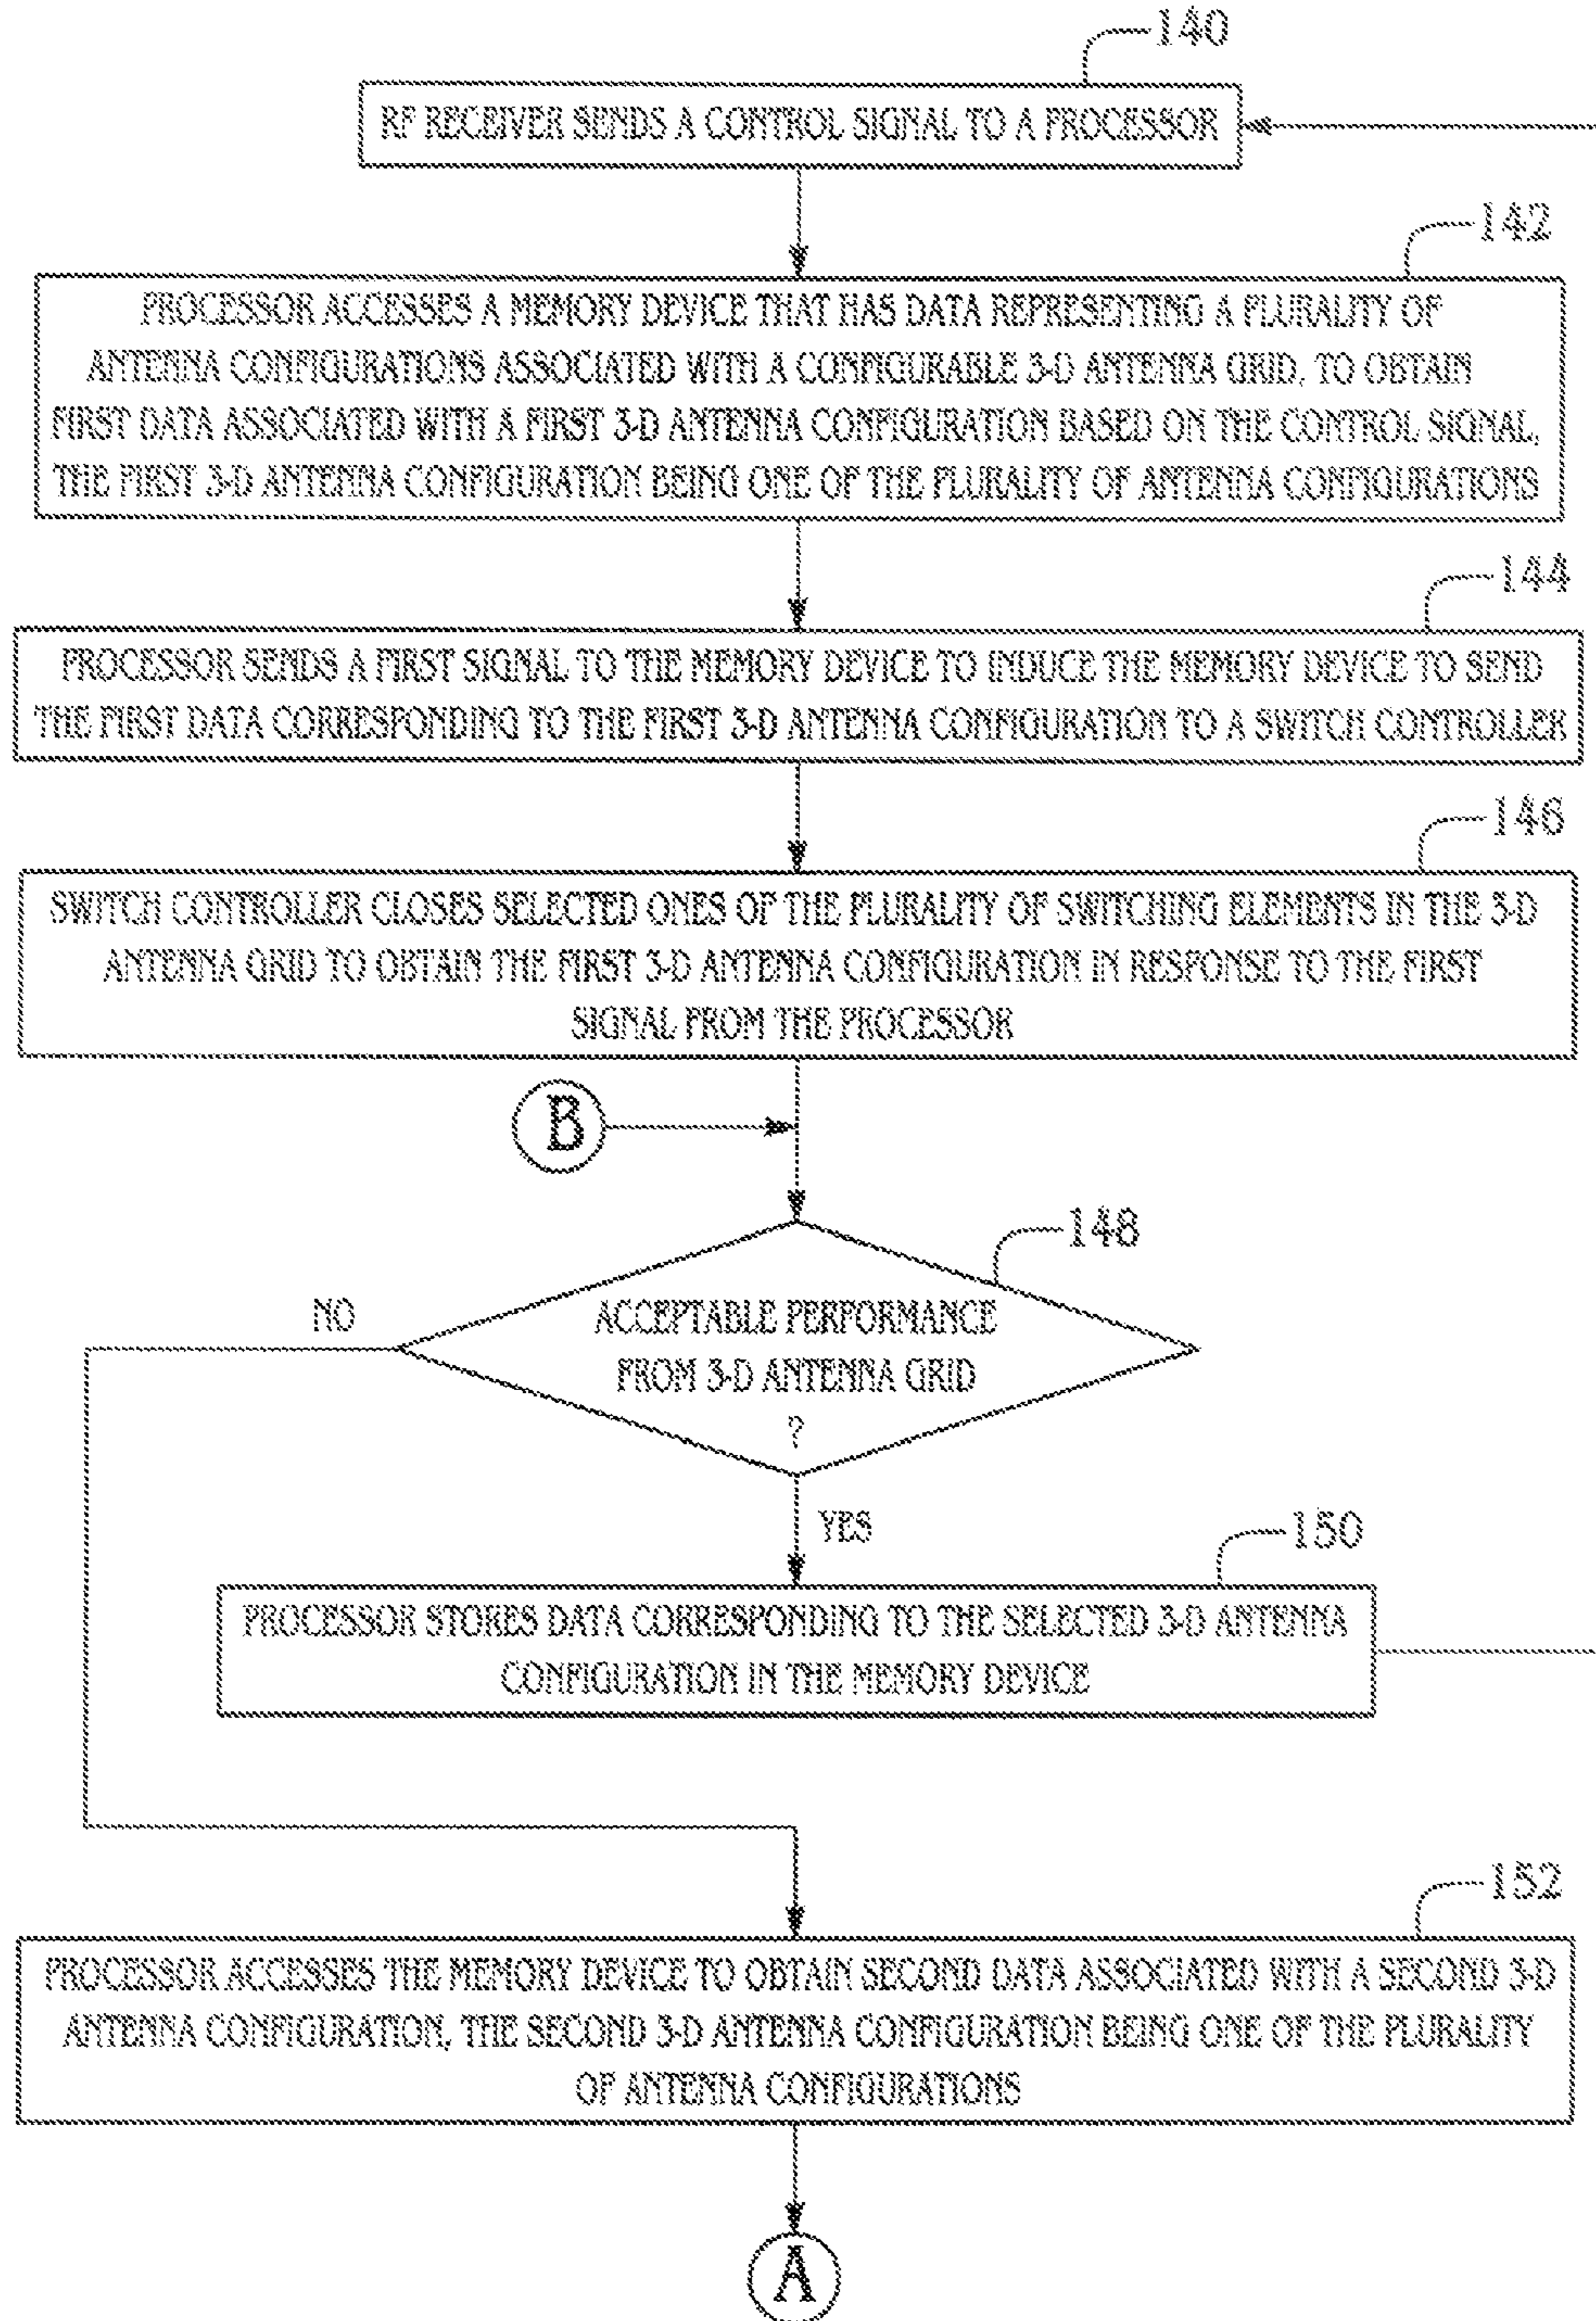 140
RF RECEIVER SENDS A CONTROL SIGNAL TO A PROCESSOR
142
PROCESSOR ACCESSES A MEMORY DEVICE THAT HAS DATA REPRESENTING A PLURALITY OF
ANTENNA CONFIGURATIONS ASSOCIATED WITH A CONFIGURABLE 3-D ANTENNA GRID, TO OBTAIN
FIRST DATA ASSOCIATED WITH A FIRST 3-D ANTENNA CONFIGURATION BASED ON THE CONTROL SIGNAL,
THE FIRST 3-D ANTENNA CONFIGURATION BEING ONE OF THE PLURALITY OF ANTENNA CONFIGURATIONS
144
PROCESSOR SENDS A FIRST SIGNAL TO THE MEMORY DEVICE TO INDUCE THE MEMORY DEVICE TO SEND
THE FIRST DATA CORRESPONDING TO THE FIRST 3-D ANTENNA CONFIGURATION TO A SWITCH CONTROLLER
146
SWITCH CONTROLLER CLOSES SELECTED ONES OF THE PLURALITY OF SWITCHING ELEMENTS IN THE 3-D
ANTENNA GRID TO OBTAIN THE FIRST 3-D ANTENNA CONFIGURATION IN RESPONSE TO THE FIRST
SIGNAL FROM THE PROCESSOR
B
148
NO
ACCEPTABLE PERFORMANCE
FROM 3-D ANTENNA GRID
?
YES
150
PROCESSOR STORES DATA CORRESPONDING TO THE SELECTED 3-D ANTENNA
CONFIGURATION IN THE MEMORY DEVICE
152
PROCESSOR ACCESSES THE MEMORY DEVICE TO OBTAIN SECOND DATA ASSOCIATED WITH A SECOND 3-D
ANTENNA CONFIGURATION, THE SECOND 3-D ANTENNA CONFIGURATION BEING ONE OF THE PLURALITY
OF ANTENNA CONFIGURATIONS
A